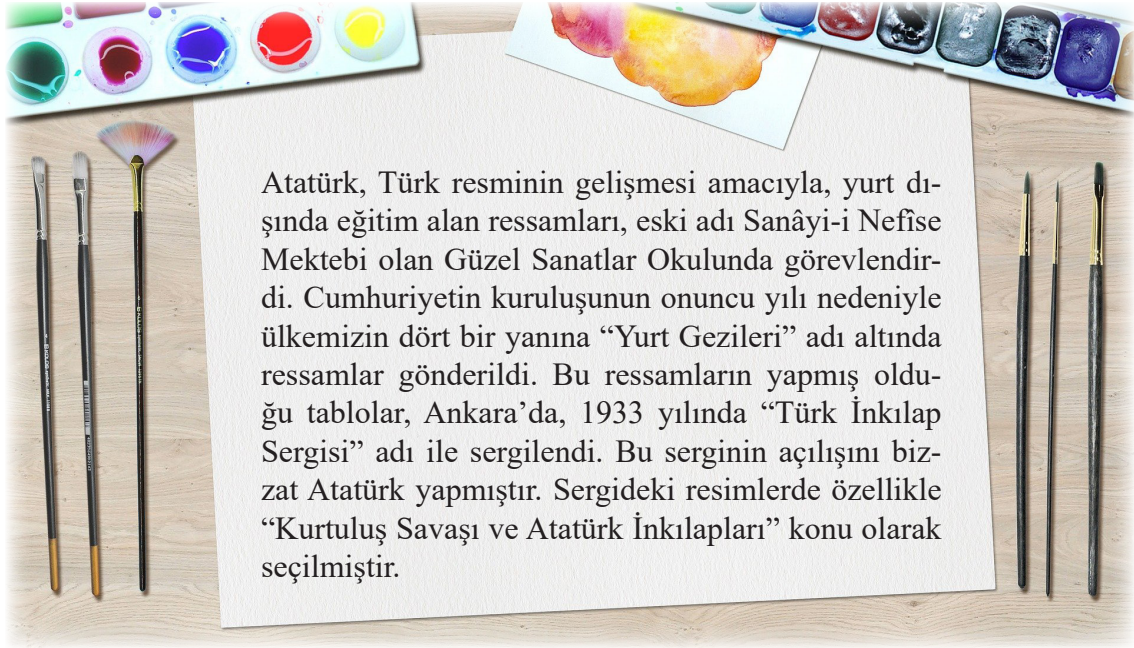 Atatürk, Türk resminin gelişmesi amacıyla, yurt dı-
şında eğitim alan ressamları, eski adı Sanâyi-i Nefîse
Mektebi olan Güzel Sanatlar Okulunda görevlendir-
di. Cumhuriyetin kuruluşunun onuncu yılı nedeniyle
ülkemizin dört bir yanına “Yurt Gezileri” adı altında
ressamlar gönderildi. Bu ressamların yapmış oldu-
ğu tablolar, Ankara’da, 1933 yılında “Türk İnkılap
Sergisi” adı ile sergilendi. Bu serginin açılışını biz-
zat Atatürk yapmıştır. Sergideki resimlerde özellikle
“Kurtuluş Savaşı ve Atatürk İnkılapları” konu olarak
seçilmiştir.